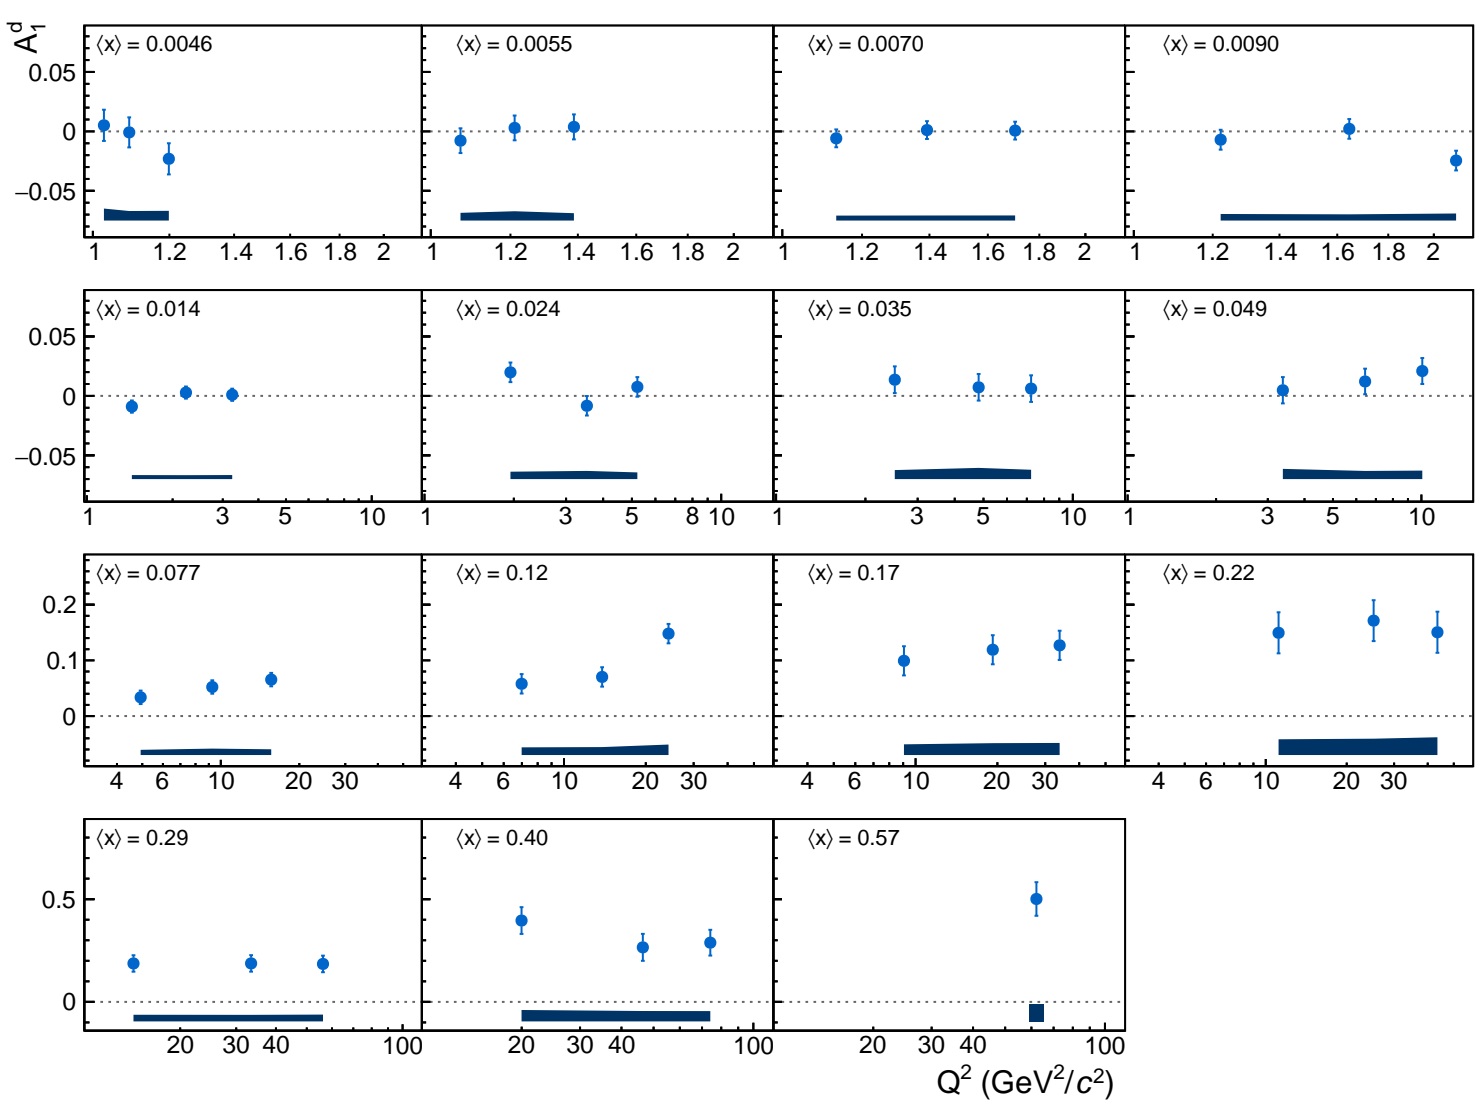 A₁ᵈ
⟨x⟩ = 0.0046 ⟨x⟩ = 0.0055 ⟨x⟩ = 0.0070 ⟨x⟩ = 0.0090
0.05
0
−0.05
1 1.2 1.4 1.6 1.8 2 1 1.2 1.4 1.6 1.8 2 1 1.2 1.4 1.6 1.8 2 1 1.2 1.4 1.6 1.8 2
⟨x⟩ = 0.014 ⟨x⟩ = 0.024 ⟨x⟩ = 0.035 ⟨x⟩ = 0.049
0.05
0
−0.05
1 3 5 10 1 3 5 8 10 1 3 5 10 1 3 5 10
⟨x⟩ = 0.077 ⟨x⟩ = 0.12 ⟨x⟩ = 0.17 ⟨x⟩ = 0.22
0.2
0.1
0
4 6 10 20 30 4 6 10 20 30 4 6 10 20 30 4 6 10 20 30
⟨x⟩ = 0.29 ⟨x⟩ = 0.40 ⟨x⟩ = 0.57
0.5
0
20 30 40 100 20 30 40 100 20 30 40 100
Q² (GeV²/c²)